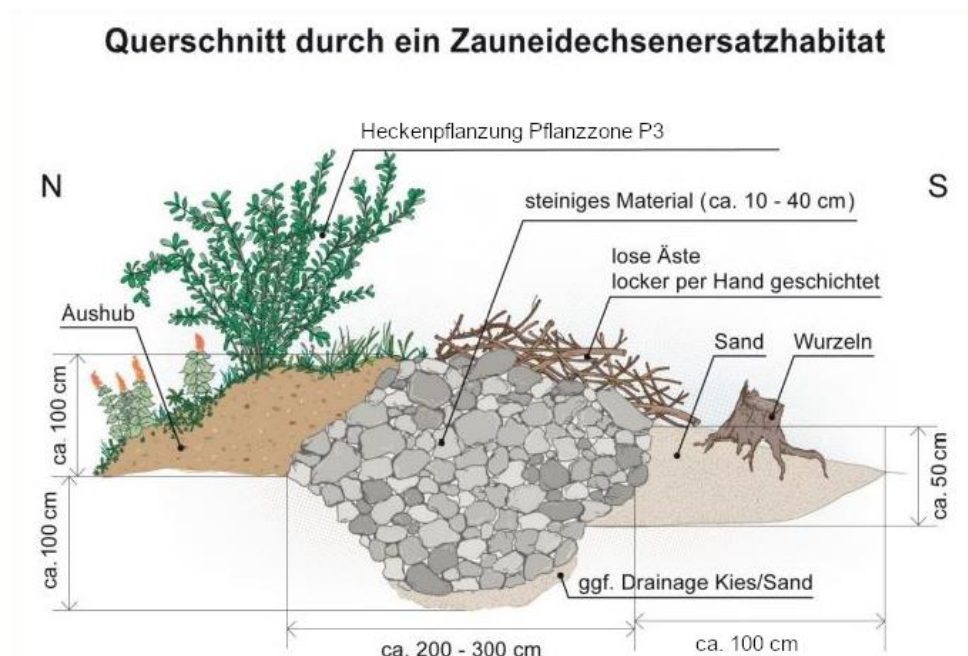 Querschnitt durch ein Zauneidechsenersatzhabitat
Heckenpflanzung Pflanzzone P3
N
S
steiniges Material (ca. 10 - 40 cm)
lose Äste
locker per Hand geschichtet
Aushub
Sand
Wurzeln
ca. 100 cm
ca. 50 cm
ca. 100 cm
ggf. Drainage Kies/Sand
ca. 200 - 300 cm
ca. 100 cm